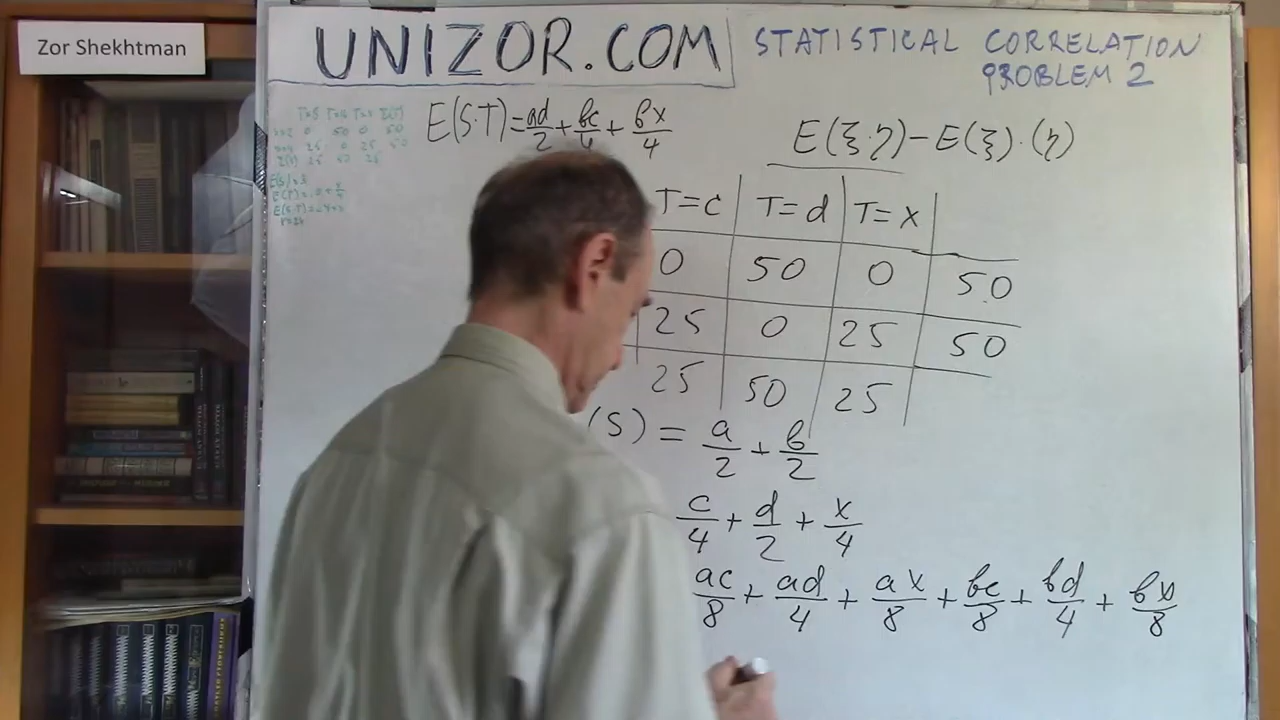 Zor Shekhtman
UNIZOR.COM
STATISTICAL CORRELATION
PROBLEM 2
E(S·T)=ad/2+bc/4+bx/4
E(ξ·η)-E(ξ)·(η)
T=c T=d T=x
0 50 0 50
25 0 25 50
25 50 25
(S) = a/2 + b/2
c/4 + d/2 + x/4
ac/8 + ad/4 + ax/8 + bc/8 + bd/4 + bx/8